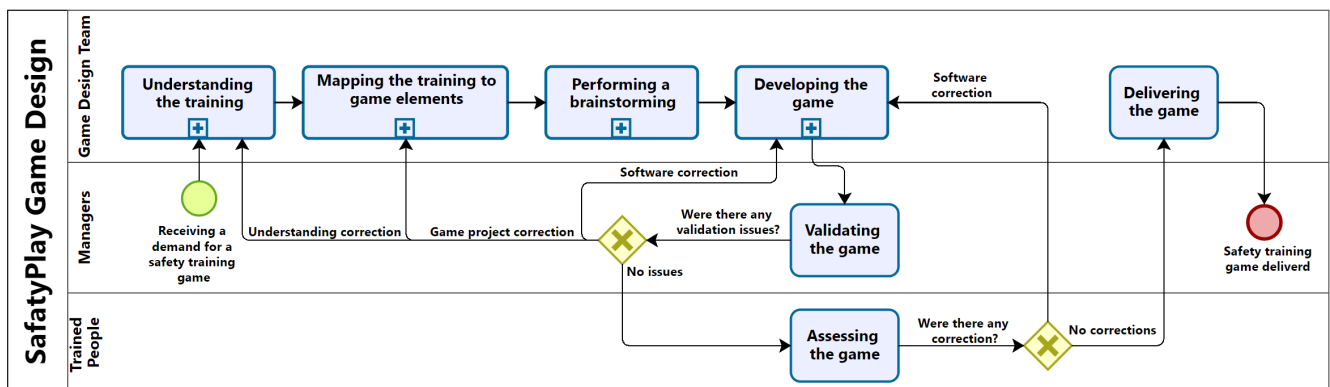 SafatyPlay Game Design
Game Design Team
Understanding
the training
Mapping the training to
game elements
Performing a
brainstorming
Developing the
game
Software
correction
Delivering
the game
Managers
Receiving a
demand for a
safety training
game
Understanding correction
Game project correction
Software correction
Were there any
validation issues?
Validating
the game
No issues
Safety training
game deliverd
Trained
People
Assessing
the game
Were there any
correction?
No corrections